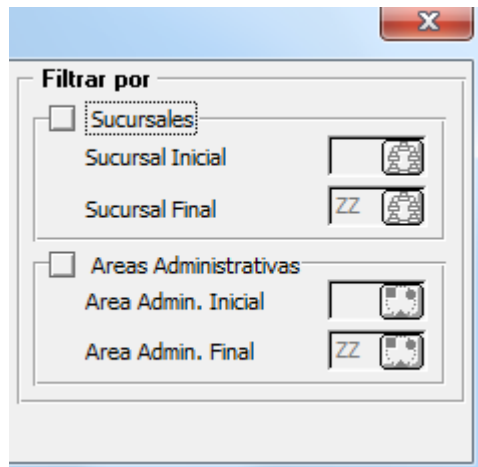 Filtrar por
Sucursales
Sucursal Inicial
Sucursal Final ZZ
Areas Administrativas
Area Admin. Inicial
Area Admin. Final ZZ